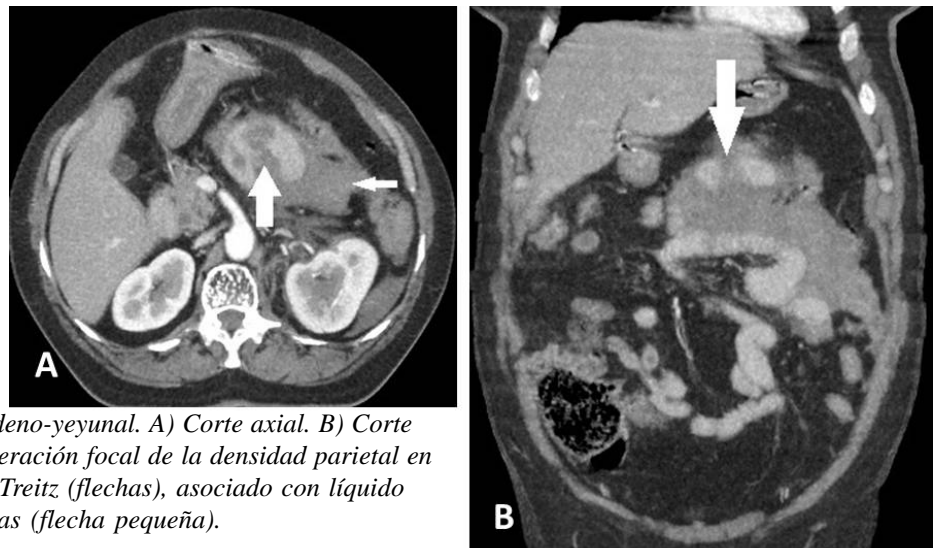 A
B
eno-yeyunal. A) Corte axial. B) Corte
eración focal de la densidad parietal en
Treitz (flechas), asociado con líquido
as (flecha pequeña).